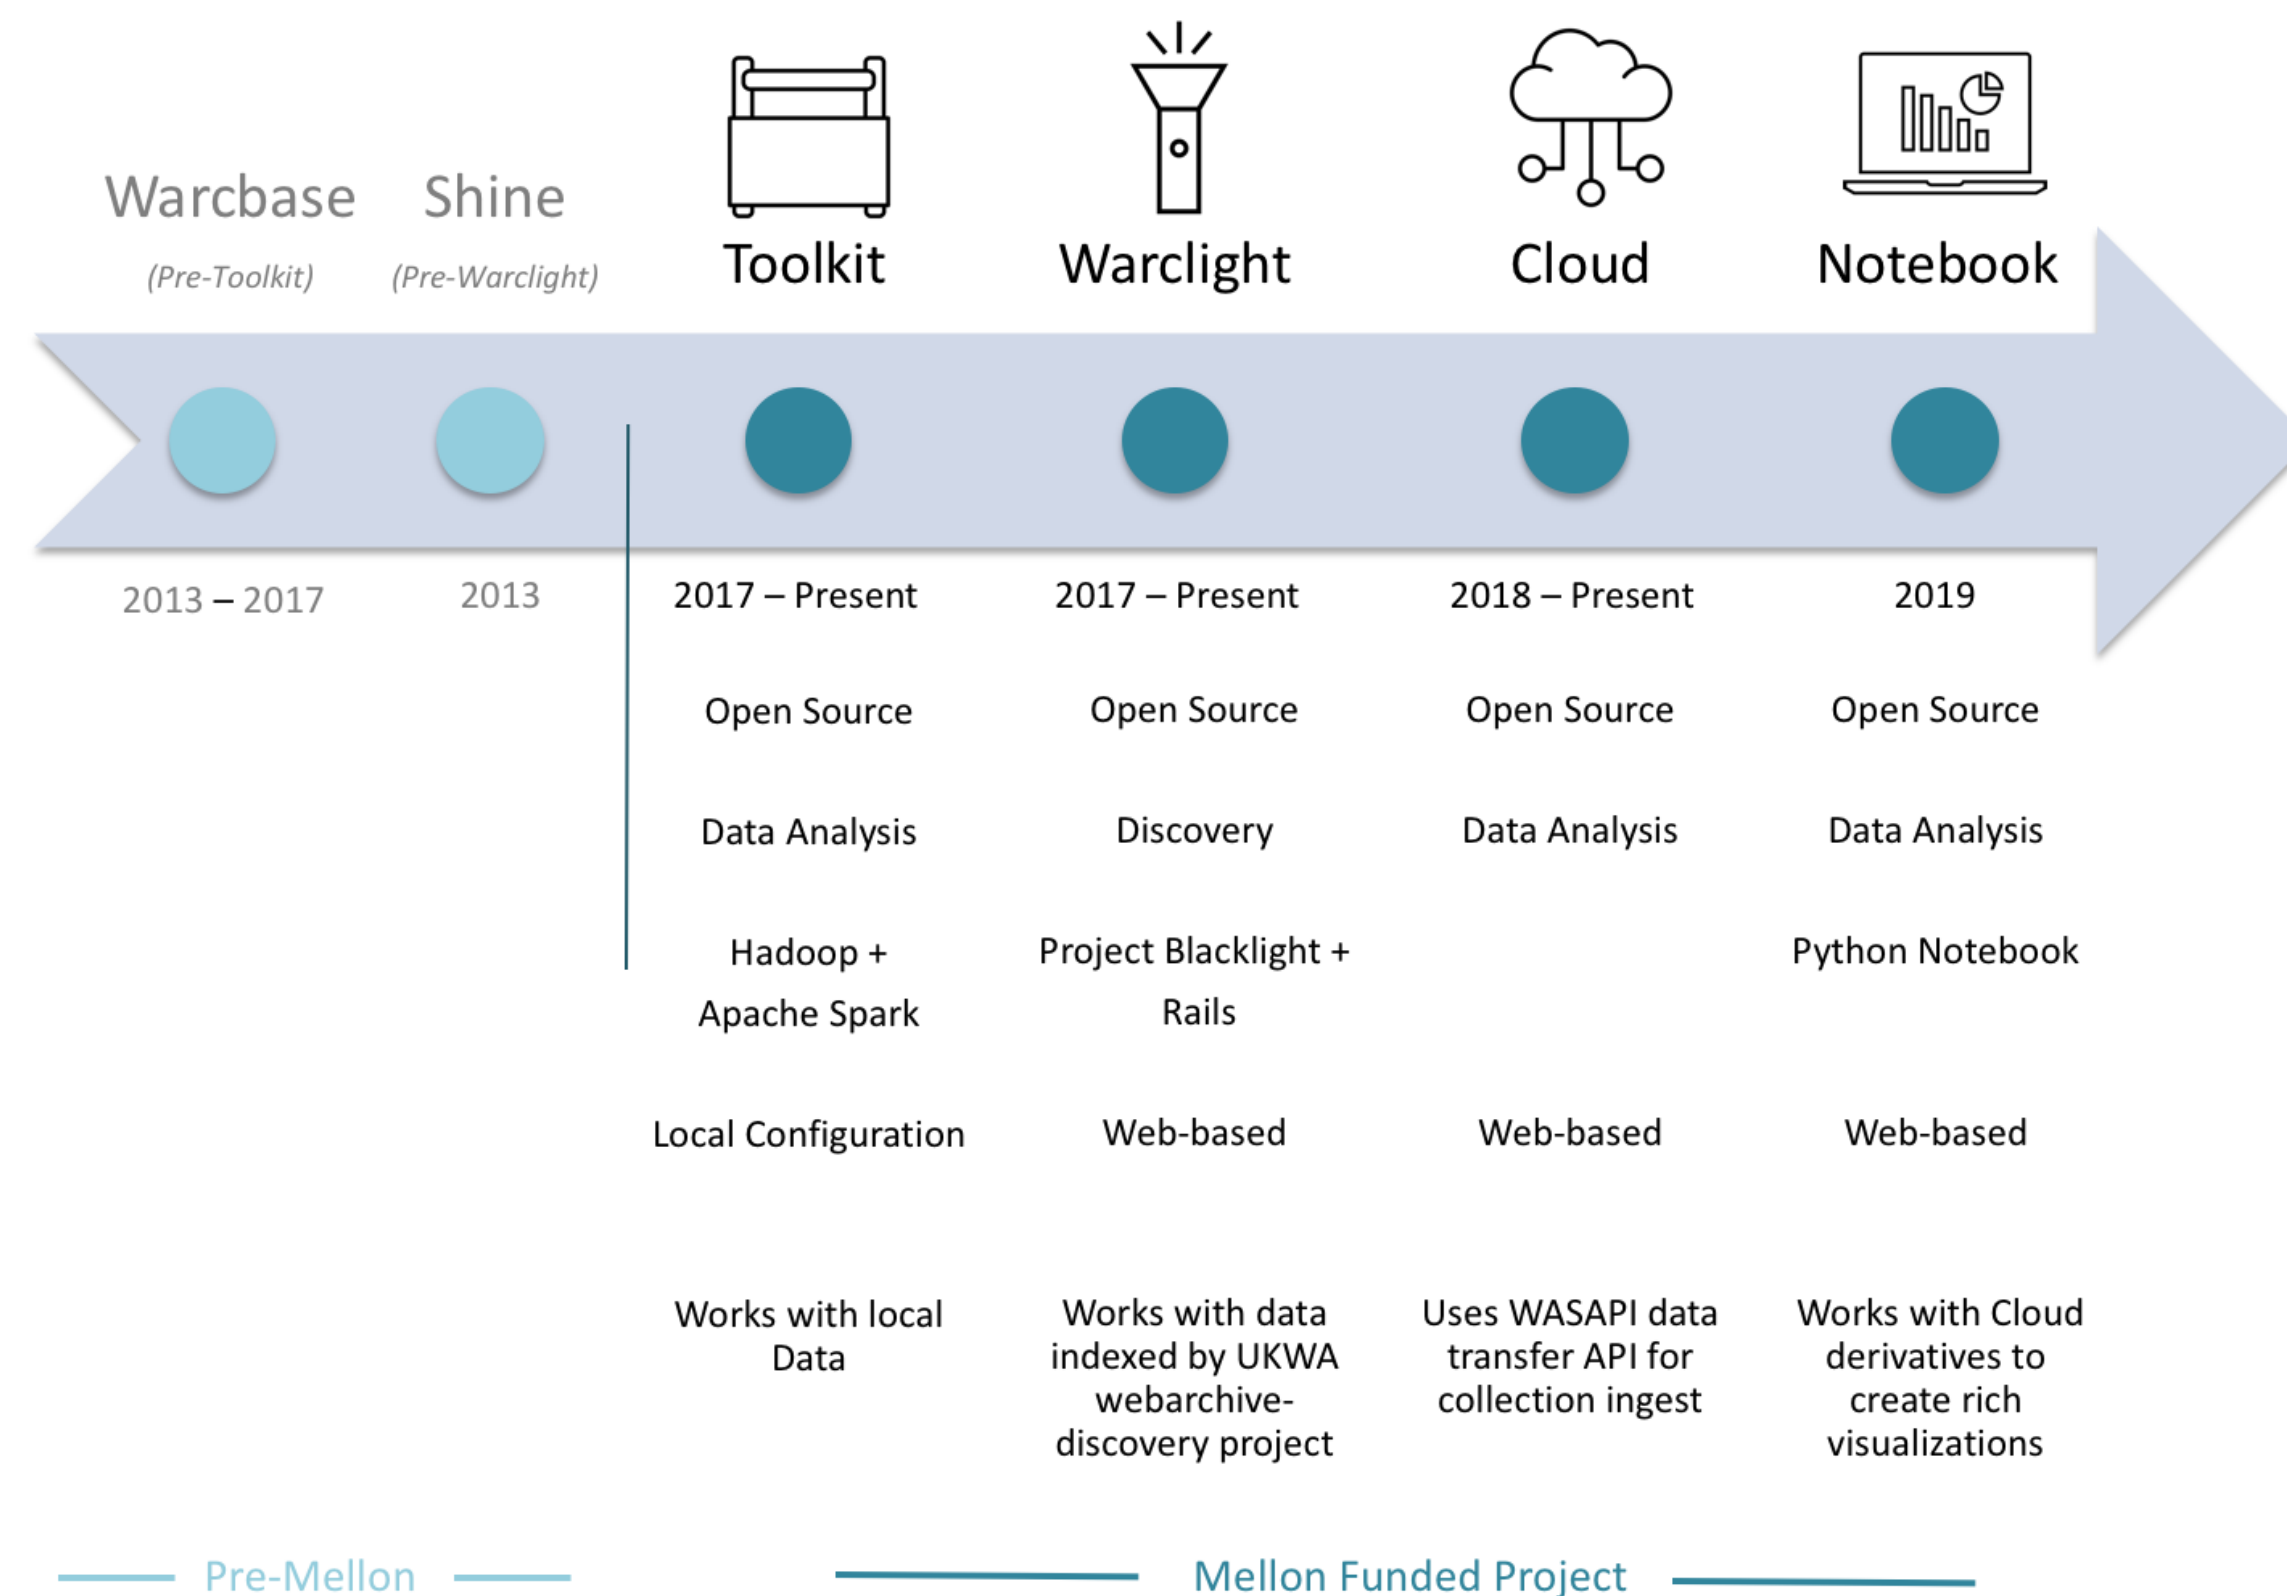 Warcbase
(Pre-Toolkit)
Shine
(Pre-Warclight)
Toolkit
Warclight
Cloud
Notebook
2013 – 2017
2013
2017 – Present
2017 – Present
2018 – Present
2019
Open Source
Open Source
Open Source
Open Source
Data Analysis
Discovery
Data Analysis
Data Analysis
Hadoop +
Apache Spark
Project Blacklight +
Rails
Python Notebook
Local Configuration
Web-based
Web-based
Web-based
Works with local
Data
Works with data
indexed by UKWA
webarchive-
discovery project
Uses WASAPI data
transfer API for
collection ingest
Works with Cloud
derivatives to
create rich
visualizations
Pre-Mellon
Mellon Funded Project